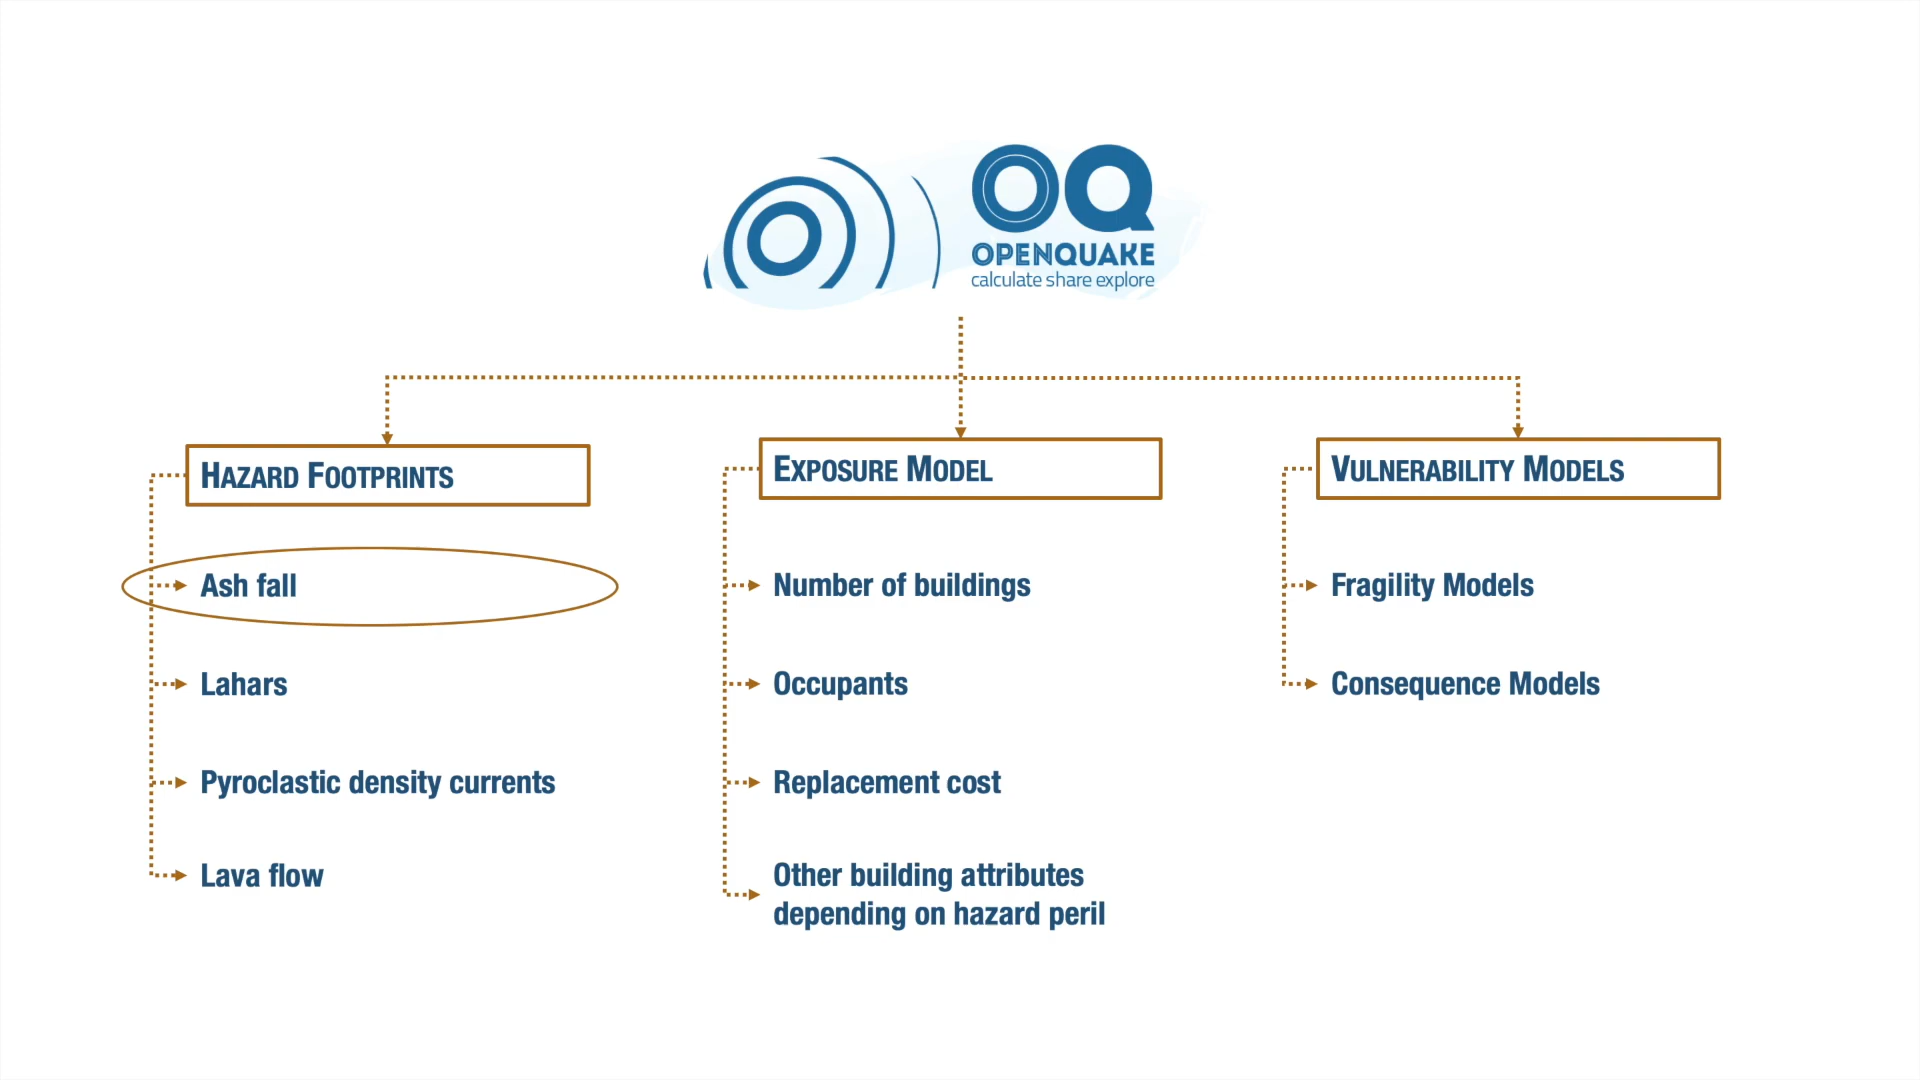 OQ
OPENQUAKE
calculate share explore
HAZARD FOOTPRINTS
Ash fall
Lahars
Pyroclastic density currents
Lava flow
EXPOSURE MODEL
Number of buildings
Occupants
Replacement cost
Other building attributes
depending on hazard peril
VULNERABILITY MODELS
Fragility Models
Consequence Models